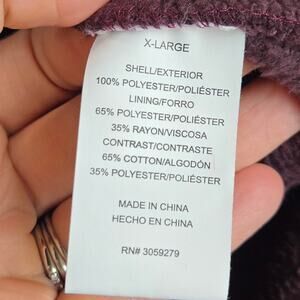 X-LARGE
SHELL/EXTERIOR
100% POLYESTER/POLIÉSTER
LINING/FORRO
65% POLYESTER/POLIÉSTER
35% RAYON/VISCOSA
CONTRAST/CONTRASTE
65% COTTON/ALGODÓN
35% POLYESTER/POLIÉSTER
MADE IN CHINA
HECHO EN CHINA
RN# 3059279